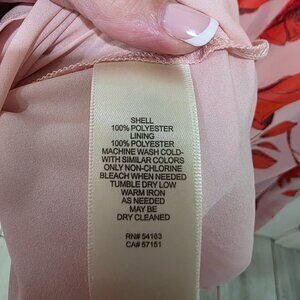 SHELL
100% POLYESTER
LINING
100% POLYESTER
MACHINE WASH COLD-
WITH SIMILAR COLORS
ONLY NON-CHLORINE
BLEACH WHEN NEEDED
TUMBLE DRY LOW
WARM IRON
AS NEEDED
MAY BE
DRY CLEANED
RN# 54163
CA# 57151